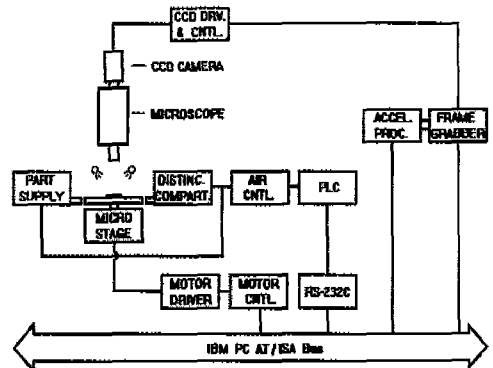 CCD DRV.
& CNTL.
CCD CAMERA
MICROSCOPE
ACCEL.
PROC.
FRAME
GRABBER
PART
SUPPLY
DISTINC.
COMPART.
AIR
CNTL.
PLC
MICRO
STAGE
MOTOR
DRIVER
MOTOR
CNTL.
RS-232C
IBM PC AT/ISA Bus